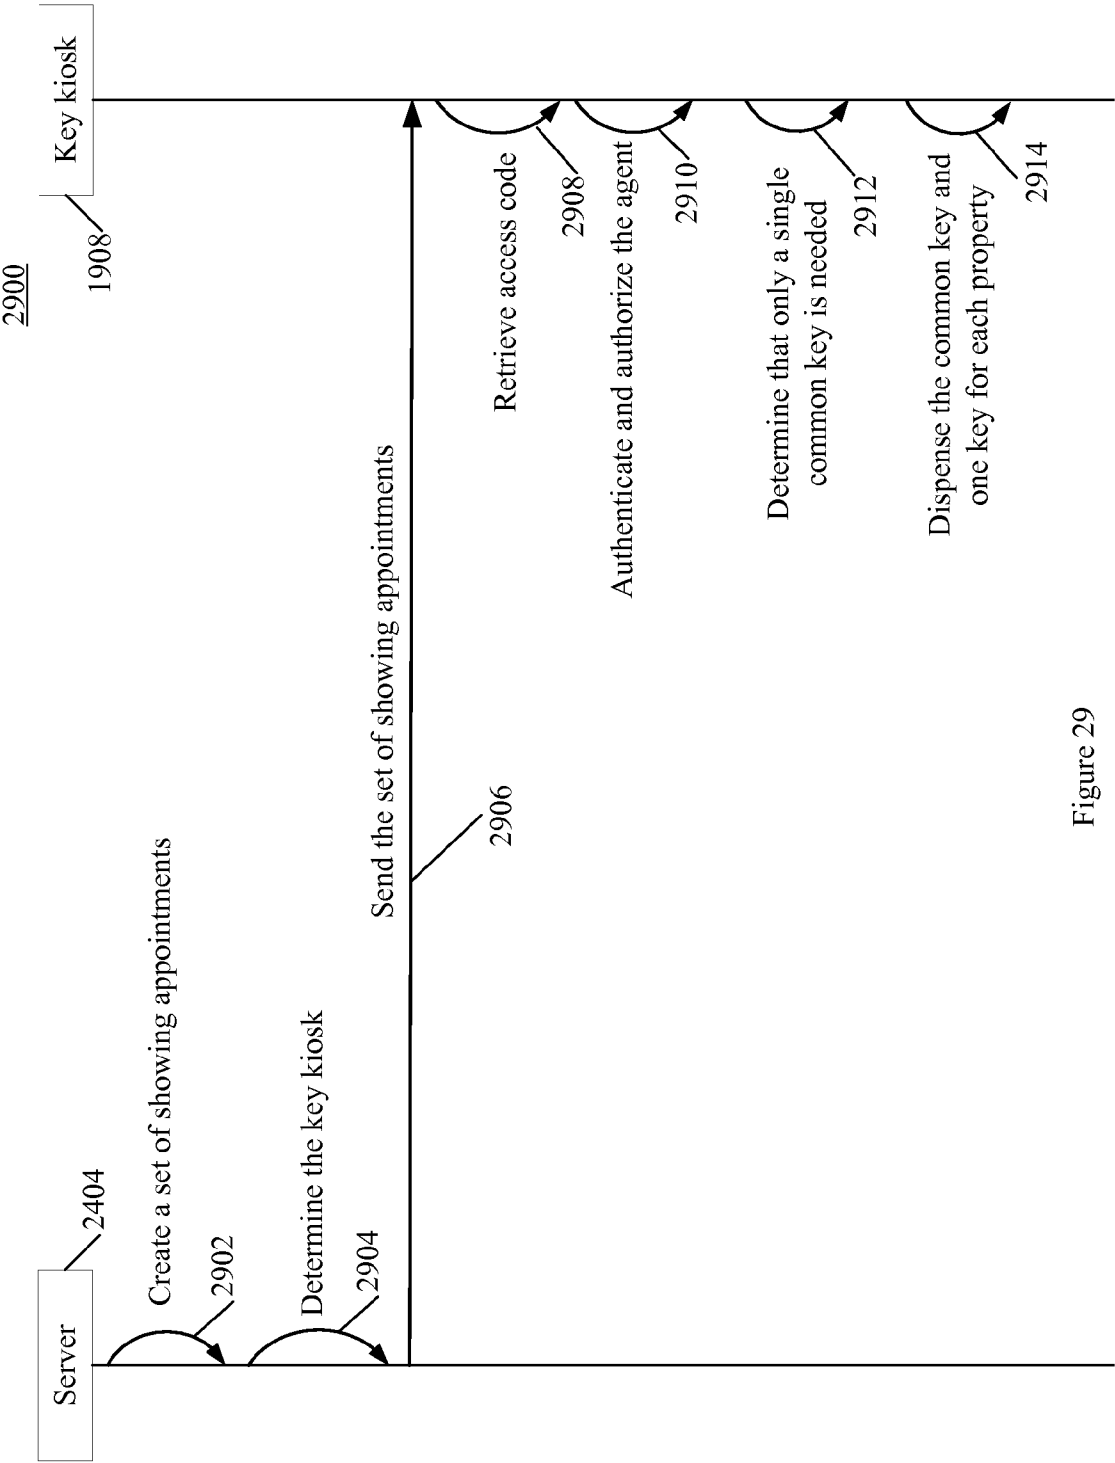 2900
Server
2404
Key kiosk
1908
Create a set of showing appointments
2902
Determine the key kiosk
2904
Send the set of showing appointments
2906
Retrieve access code
2908
Authenticate and authorize the agent
2910
Determine that only a single
common key is needed
2912
Dispense the common key and
one key for each property
2914
Figure 29